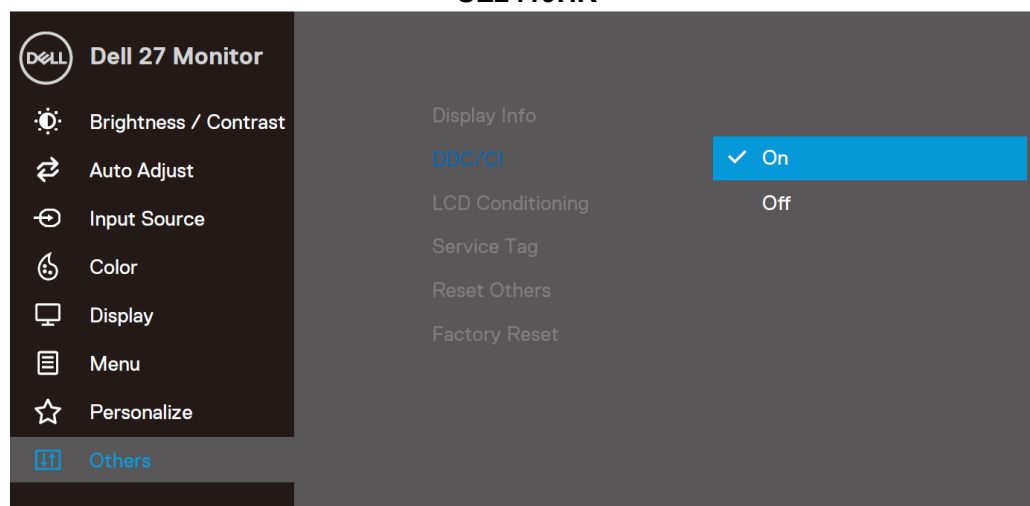 DELL
Dell 27 Monitor
Brightness / Contrast
Auto Adjust
Input Source
Color
Display
Menu
Personalize
Others
Display Info
DDC/CI
LCD Conditioning
Service Tag
Reset Others
Factory Reset
On
Off